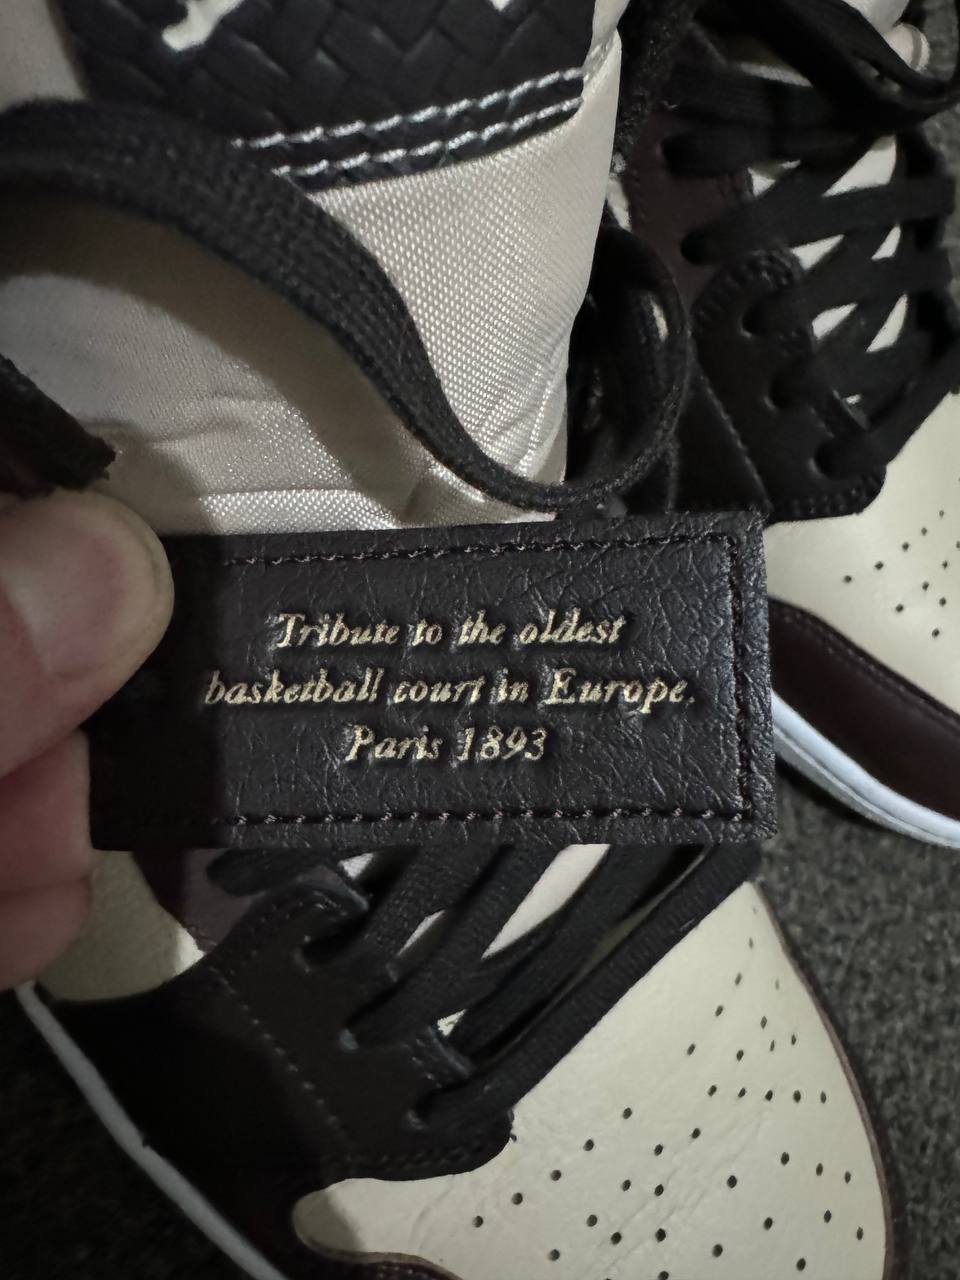 Tribute to the oldest
basketball court in Europe.
Paris 1893